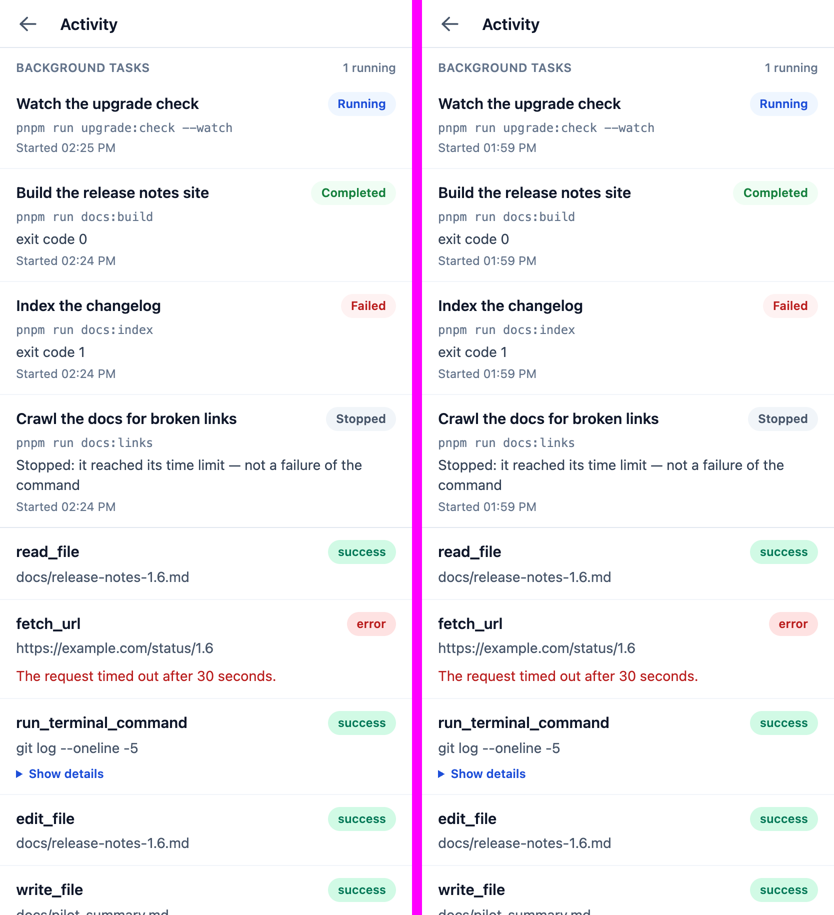 Activity
BACKGROUND TASKS 1 running
Watch the upgrade check Running
pnpm run upgrade:check --watch
Started 02:25 PM
Build the release notes site Completed
pnpm run docs:build
exit code 0
Started 02:24 PM
Index the changelog Failed
pnpm run docs:index
exit code 1
Started 02:24 PM
Crawl the docs for broken links Stopped
pnpm run docs:links
Stopped: it reached its time limit — not a failure of the
command
Started 02:24 PM
read_file success
docs/release-notes-1.6.md
fetch_url error
https://example.com/status/1.6
The request timed out after 30 seconds.
run_terminal_command success
git log --oneline -5
Show details
edit_file success
docs/release-notes-1.6.md
write_file success
docs/pilot-summary.md
Activity
BACKGROUND TASKS 1 running
Watch the upgrade check Running
pnpm run upgrade:check --watch
Started 01:59 PM
Build the release notes site Completed
pnpm run docs:build
exit code 0
Started 01:59 PM
Index the changelog Failed
pnpm run docs:index
exit code 1
Started 01:59 PM
Crawl the docs for broken links Stopped
pnpm run docs:links
Stopped: it reached its time limit — not a failure of the
command
Started 01:59 PM
read_file success
docs/release-notes-1.6.md
fetch_url error
https://example.com/status/1.6
The request timed out after 30 seconds.
run_terminal_command success
git log --oneline -5
Show details
edit_file success
docs/release-notes-1.6.md
write_file success
docs/pilot-summary.md